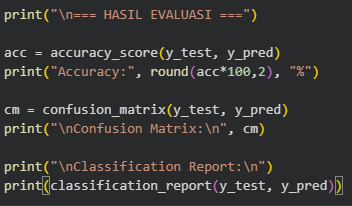 print("\n=== HASIL EVALUASI ===")
acc = accuracy_score(y_test, y_pred)
print("Accuracy:", round(acc*100,2), "%")
cm = confusion_matrix(y_test, y_pred)
print("\nConfusion Matrix:\n", cm)
print("\nClassification Report:\n")
print(classification_report(y_test, y_pred))